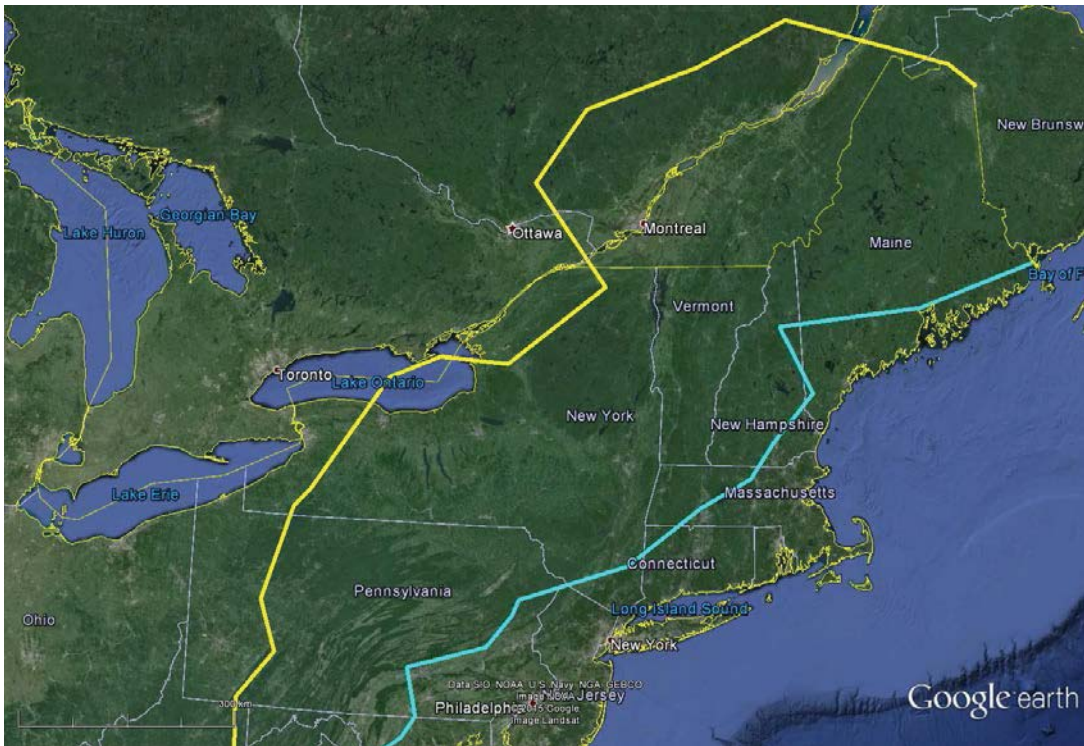 New Brunsw
Georgian Bay
Lake Huron
Ottawa
Montreal
Maine
Bay of F
Vermont
Toronto
Lake Ontario
New York
New Hampshire
Lake Erie
Massachusetts
Connecticut
Pennsylvania
Long Island Sound
Ohio
New York
Data SIO, NOAA, U.S. Navy, NGA, GEBCO
Image NOAA
Jersey
300 km
Philadelph
© 2015 Google
Image Landsat
Google earth